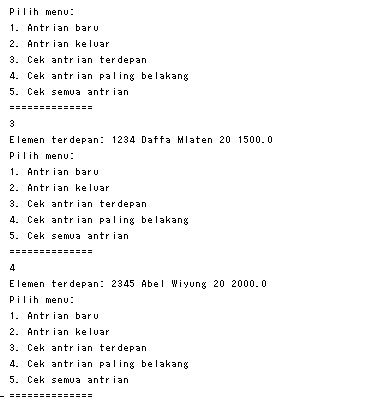 Pilih menu:
1. Antrian baru
2. Antrian keluar
3. Cek antrian terdepan
4. Cek antrian paling belakang
5. Cek semua antrian
==============
3
Elemen terdepan: 1234 Daffa Mlaten 20 1500.0
Pilih menu:
1. Antrian baru
2. Antrian keluar
3. Cek antrian terdepan
4. Cek antrian paling belakang
5. Cek semua antrian
==============
4
Elemen terdepan: 2345 Abel Wiyung 20 2000.0
Pilih menu:
1. Antrian baru
2. Antrian keluar
3. Cek antrian terdepan
4. Cek antrian paling belakang
5. Cek semua antrian
==============